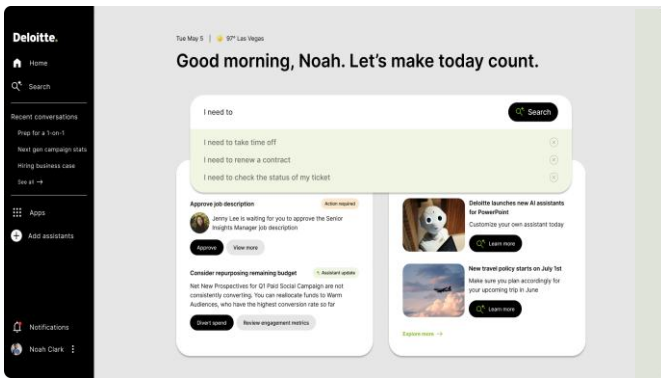 Deloitte.
Home
Search
Recent conversations
Prep for a 1-on-1
Next gen campaign stats
Hiring business case
See all →
Apps
Add assistants
Notifications
Noah Clark
Tue May 5 | 97° Las Vegas
Good morning, Noah. Let's make today count.
I need to
Search
I need to take time off
I need to renew a contract
I need to check the status of my ticket
Approve job description
Action required
Jenny Lee is waiting for you to approve the Senior
Insights Manager job description
Approve
View more
Consider repurposing remaining budget
Assistant update
Net New Prospectives for Q1 Paid Social Campaign are not
consistently converting. You can reallocate funds to Warm
Audiences, who have the highest conversion rate so far
Divert spend
Review engagement metrics
Deloitte launches new AI assistants
for PowerPoint
Customize your own assistant today
Learn more
New travel policy starts on July 1st
Make sure you plan accordingly for
your upcoming trip in June
Learn more
Explore more →